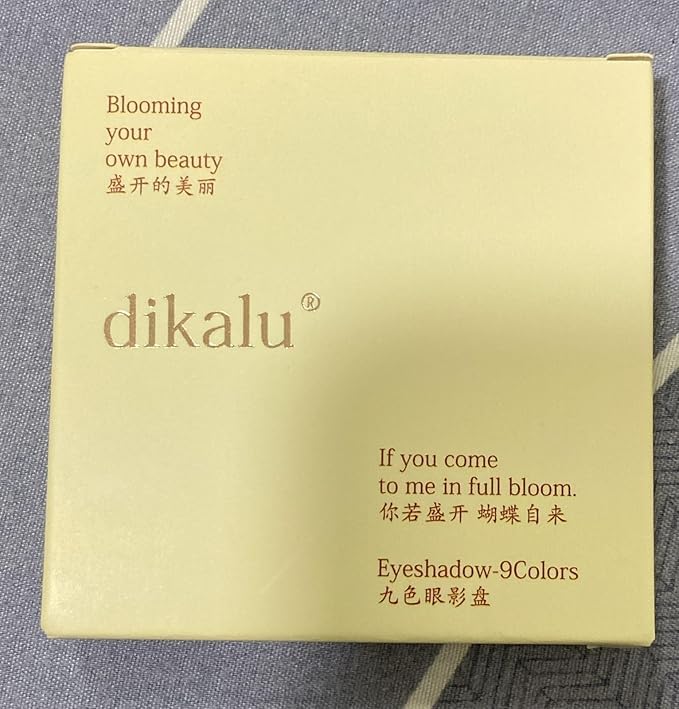 Blooming
your
own beauty
盛开的美丽
dikalu®
If you come
to me in full bloom.
你若盛开 蝴蝶自来
Eyeshadow-9Colors
九色眼影盘